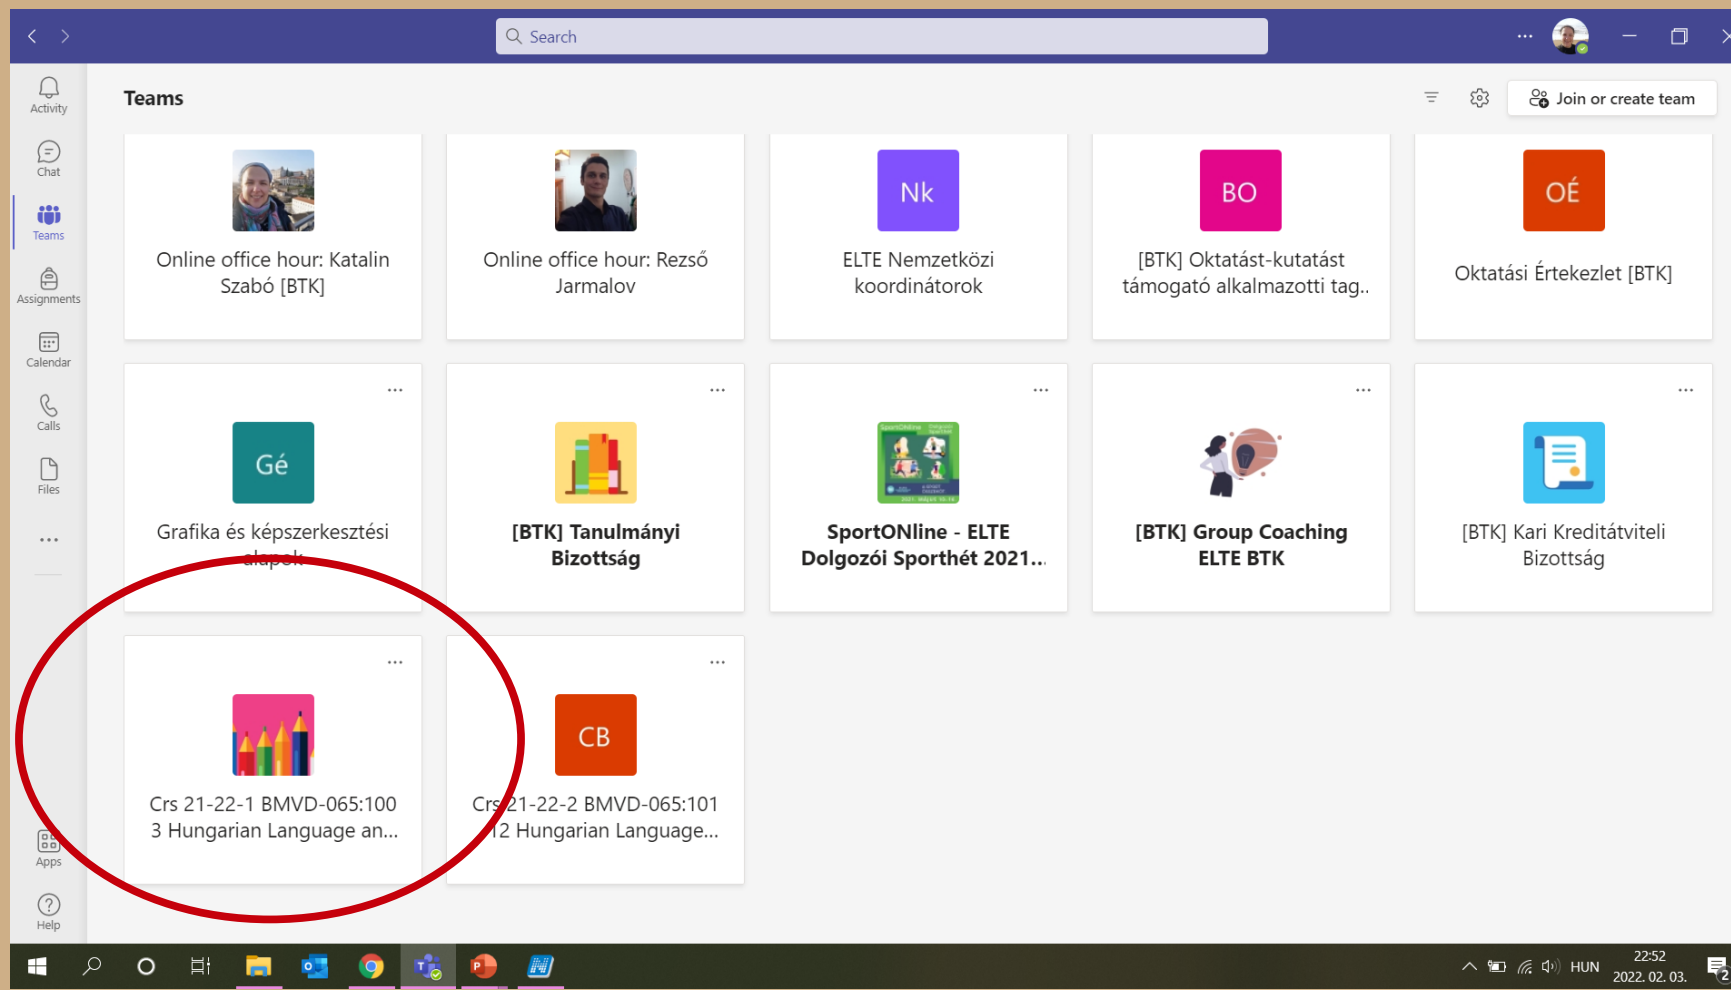 Search
Activity
Chat
Teams
Assignments
Calendar
Calls
Files
Apps
Help
Teams
Join or create team
Online office hour: Katalin
Szabó [BTK]
Online office hour: Rezső
Jarmalov
Nk
ELTE Nemzetközi
koordinátorok
BO
[BTK] Oktatást-kutatást
támogató alkalmazotti tag..
OÉ
Oktatási Értekezlet [BTK]
Gé
Grafika és képszerkesztési
alapok
[BTK] Tanulmányi
Bizottság
SportONline - ELTE
Dolgozói Sporthét 2021...
[BTK] Group Coaching
ELTE BTK
[BTK] Kari Kreditátviteli
Bizottság
Crs 21-22-1 BMVD-065:100
3 Hungarian Language an...
CB
Crs 21-22-2 BMVD-065:101
12 Hungarian Language...
HUN
22:52
2022. 02. 03.
2